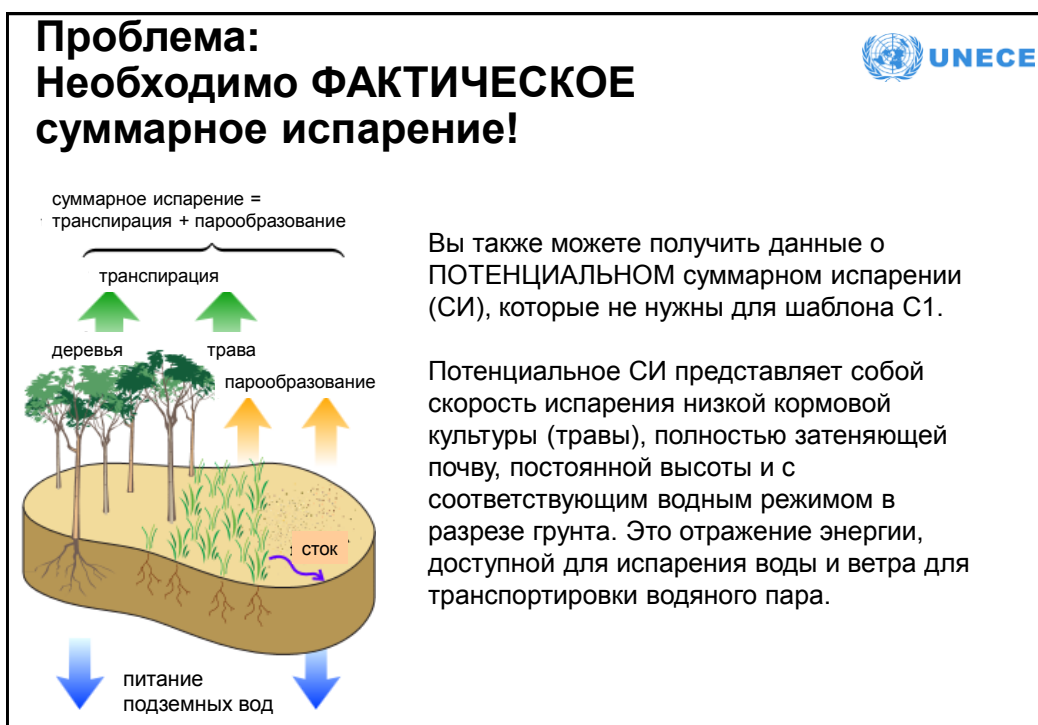 Проблема:
Необходимо ФАКТИЧЕСКОЕ
суммарное испарение!
UNECE
суммарное испарение =
транспирация + парообразование
транспирация
деревья
трава
парообразование
сток
питание
подземных вод
Вы также можете получить данные о
ПОТЕНЦИАЛЬНОМ суммарном испарении
(СИ), которые не нужны для шаблона С1.
Потенциальное СИ представляет собой
скорость испарения низкой кормовой
культуры (травы), полностью затеняющей
почву, постоянной высоты и с
соответствующим водным режимом в
разрезе грунта. Это отражение энергии,
доступной для испарения воды и ветра для
транспортировки водяного пара.